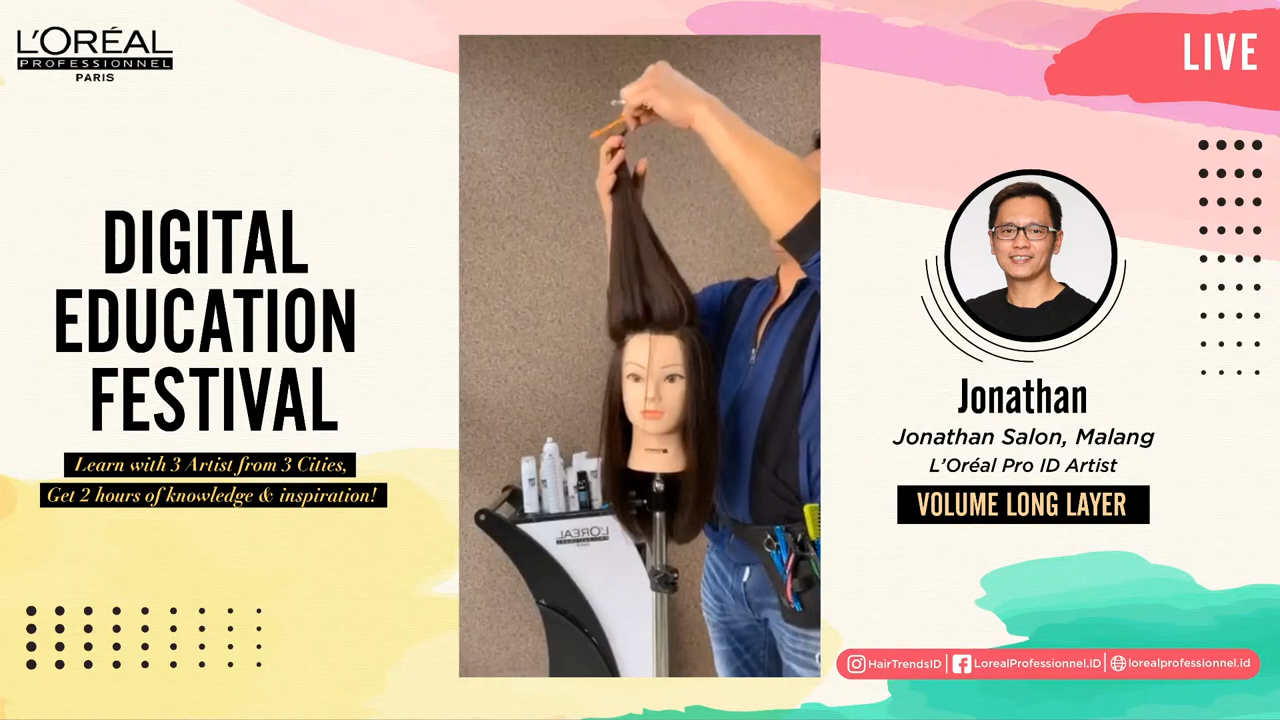 L'ORÉAL
PROFESSIONNEL
PARIS
DIGITAL
EDUCATION
FESTIVAL
Learn with 3 Artist from 3 Cities,
Get 2 hours of knowledge & inspiration!
L'ORÉAL
PROFESSIONNEL
LIVE
Jonathan
Jonathan Salon, Malang
L'Oréal Pro ID Artist
VOLUME LONG LAYER
HairTrendsID | LorealProfessionnel.ID | lorealprofessionnel.id